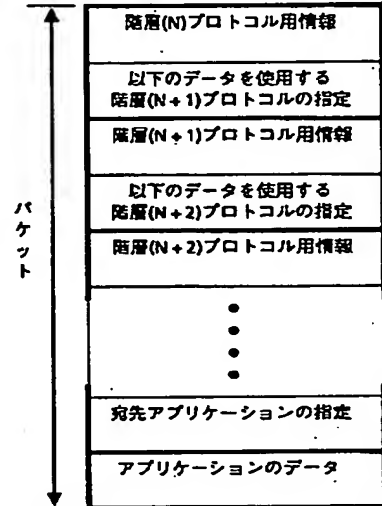 階層(N)プロトコル用情報
以下のデータを使用する
階層(N+1)プロトコルの指定
階層(N+1)プロトコル用情報
以下のデータを使用する
階層(N+2)プロトコルの指定
階層(N+2)プロトコル用情報
宛先アプリケーションの指定
アプリケーションのデータ
パケット